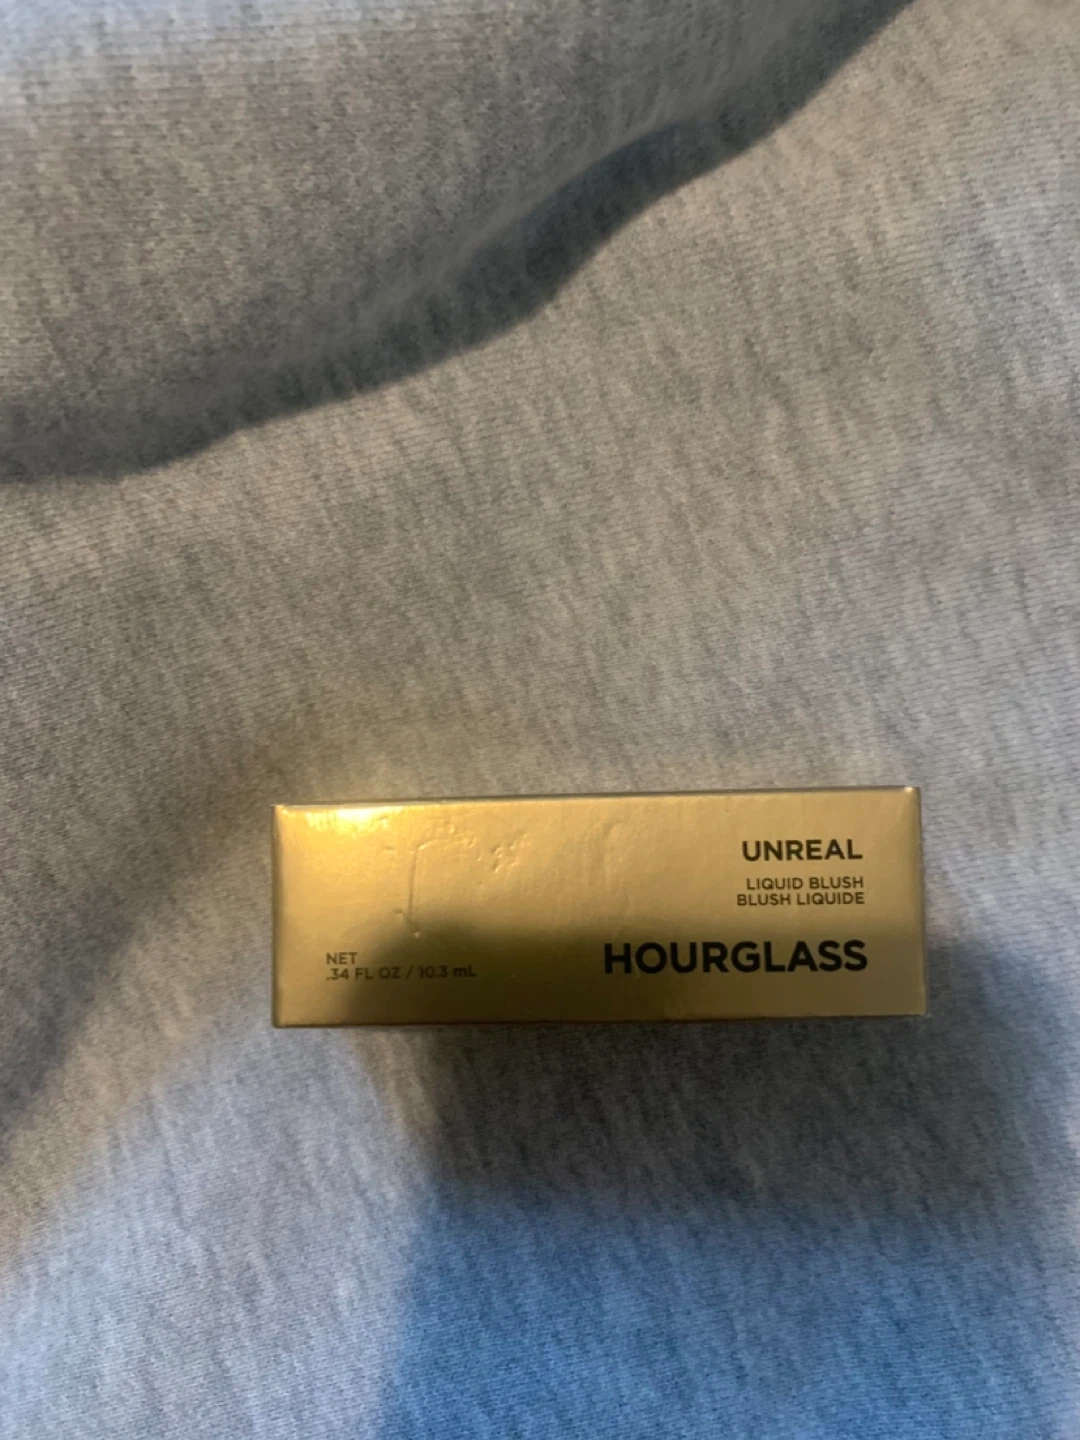 UNREAL
LIQUID BLUSH
BLUSH LIQUIDE
HOURGLASS
NET
.34 FL OZ / 10.3 mL